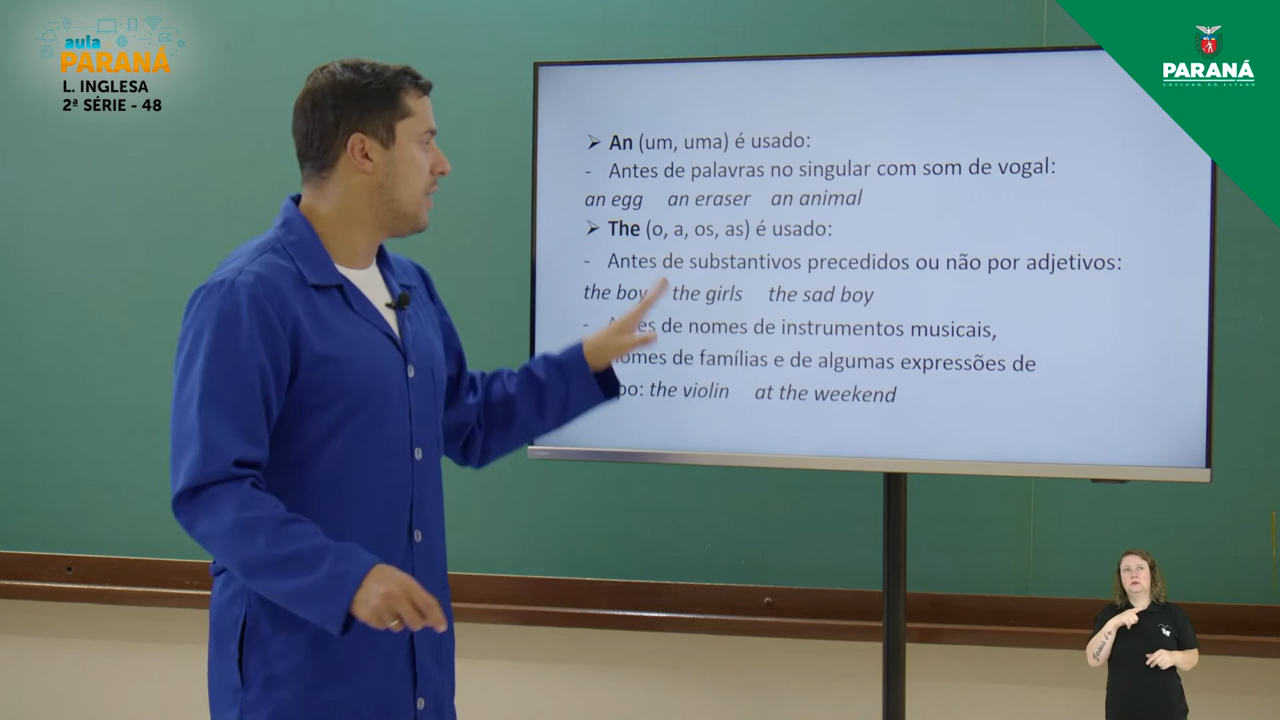 aula
PARANÁ
L. INGLESA
2ª SÉRIE - 48
PARANÁ
GOVERNO DO ESTADO
➢ An (um, uma) é usado:
- Antes de palavras no singular com som de vogal:
an egg an eraser an animal
➢ The (o, a, os, as) é usado:
- Antes de substantivos precedidos ou não por adjetivos:
the boy the girls the sad boy
- de nomes de instrumentos musicais,
de famílias e de algumas expressões de
the violin at the weekend